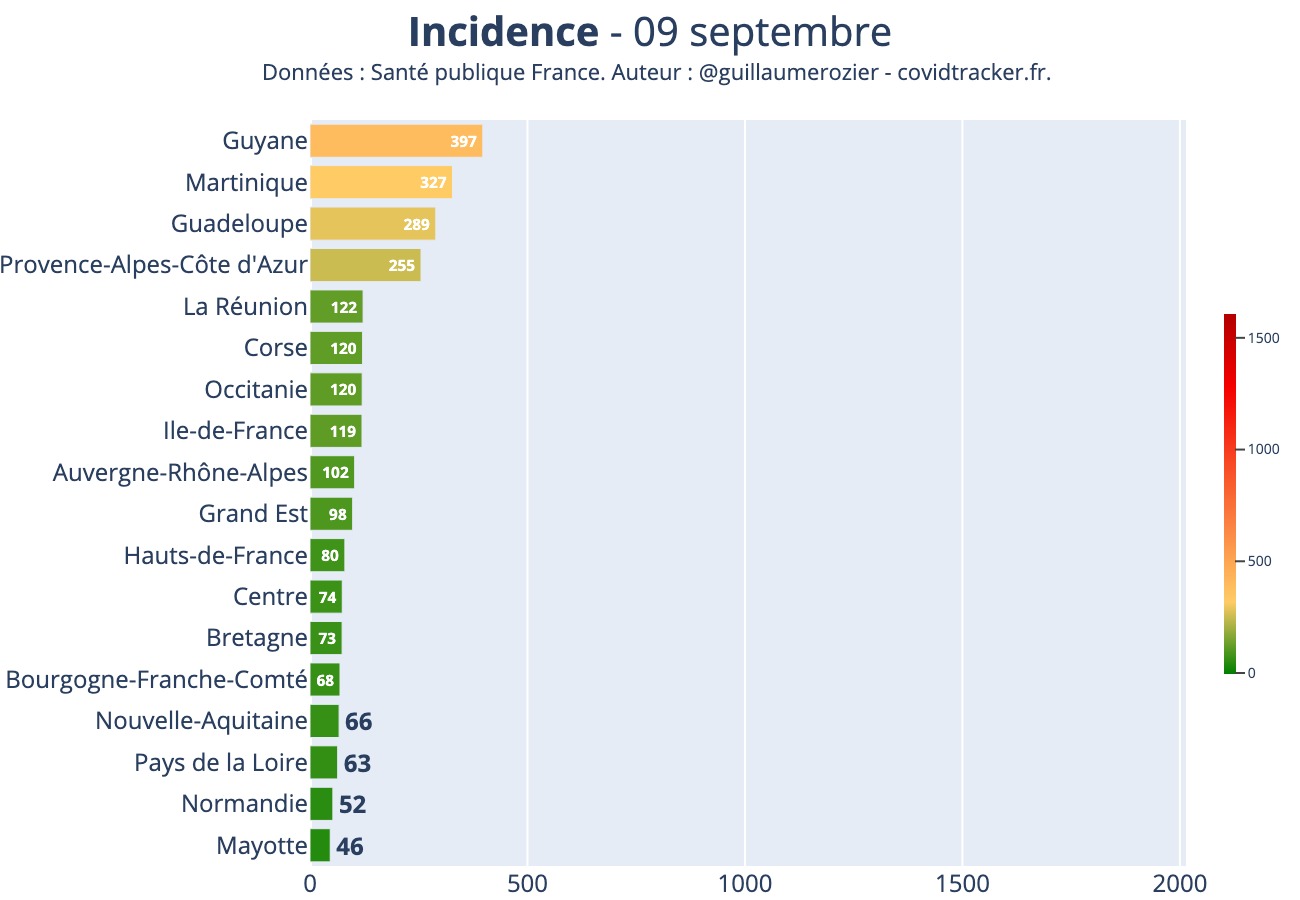 Incidence - 09 septembre
Données : Santé publique France. Auteur : @guillaumerozier - covidtracker.fr.
Guyane 397
Martinique 327
Guadeloupe 289
Provence-Alpes-Côte d'Azur 255
La Réunion 122
Corse 120
Occitanie 120
Ile-de-France 119
Auvergne-Rhône-Alpes 102
Grand Est 98
Hauts-de-France 80
Centre 74
Bretagne 73
Bourgogne-Franche-Comté 68
Nouvelle-Aquitaine 66
Pays de la Loire 63
Normandie 52
Mayotte 46
0 500 1000 1500 2000
1500
1000
500
0